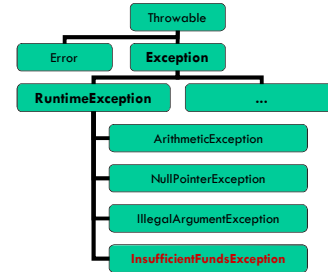 Throwable
Error
Exception
RuntimeException
...
ArithmeticException
NullPointerException
IllegalArgumentException
InsufficientFundsException